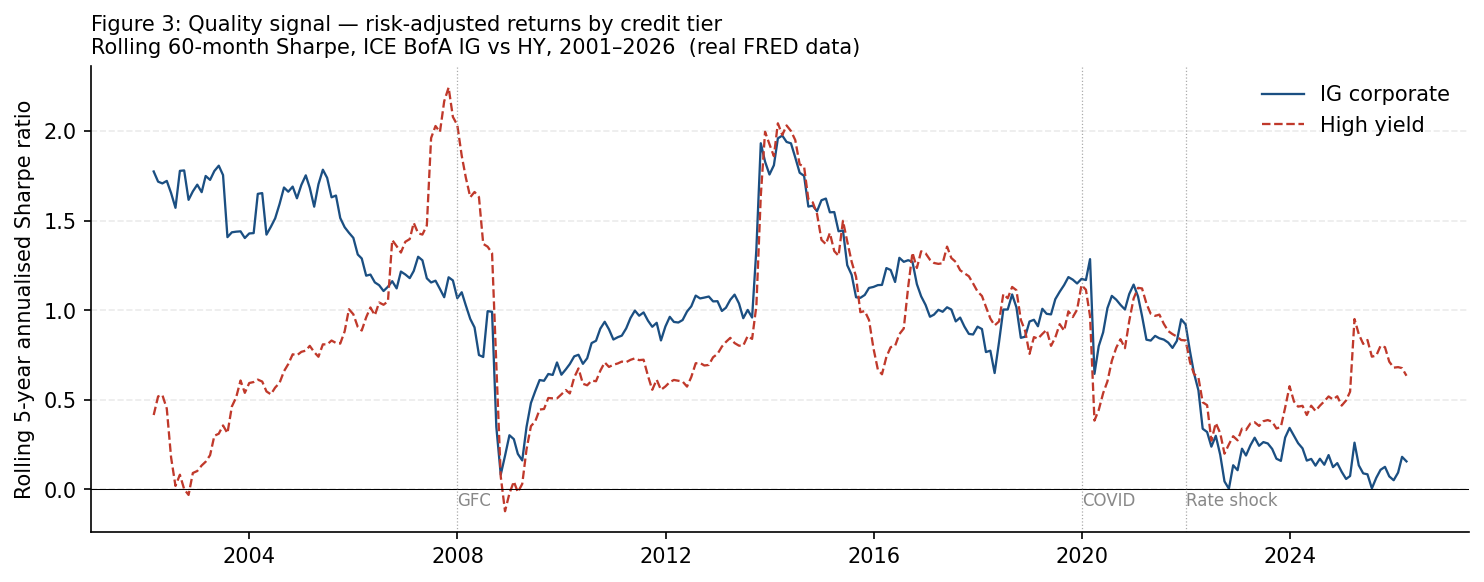 Figure 3: Quality signal — risk-adjusted returns by credit tier
Rolling 60-month Sharpe, ICE BofA IG vs HY, 2001–2026  (real FRED data)
Rolling 5-year annualised Sharpe ratio
2.0
1.5
1.0
0.5
0.0
IG corporate
High yield
GFC
COVID
Rate shock
2004
2008
2012
2016
2020
2024